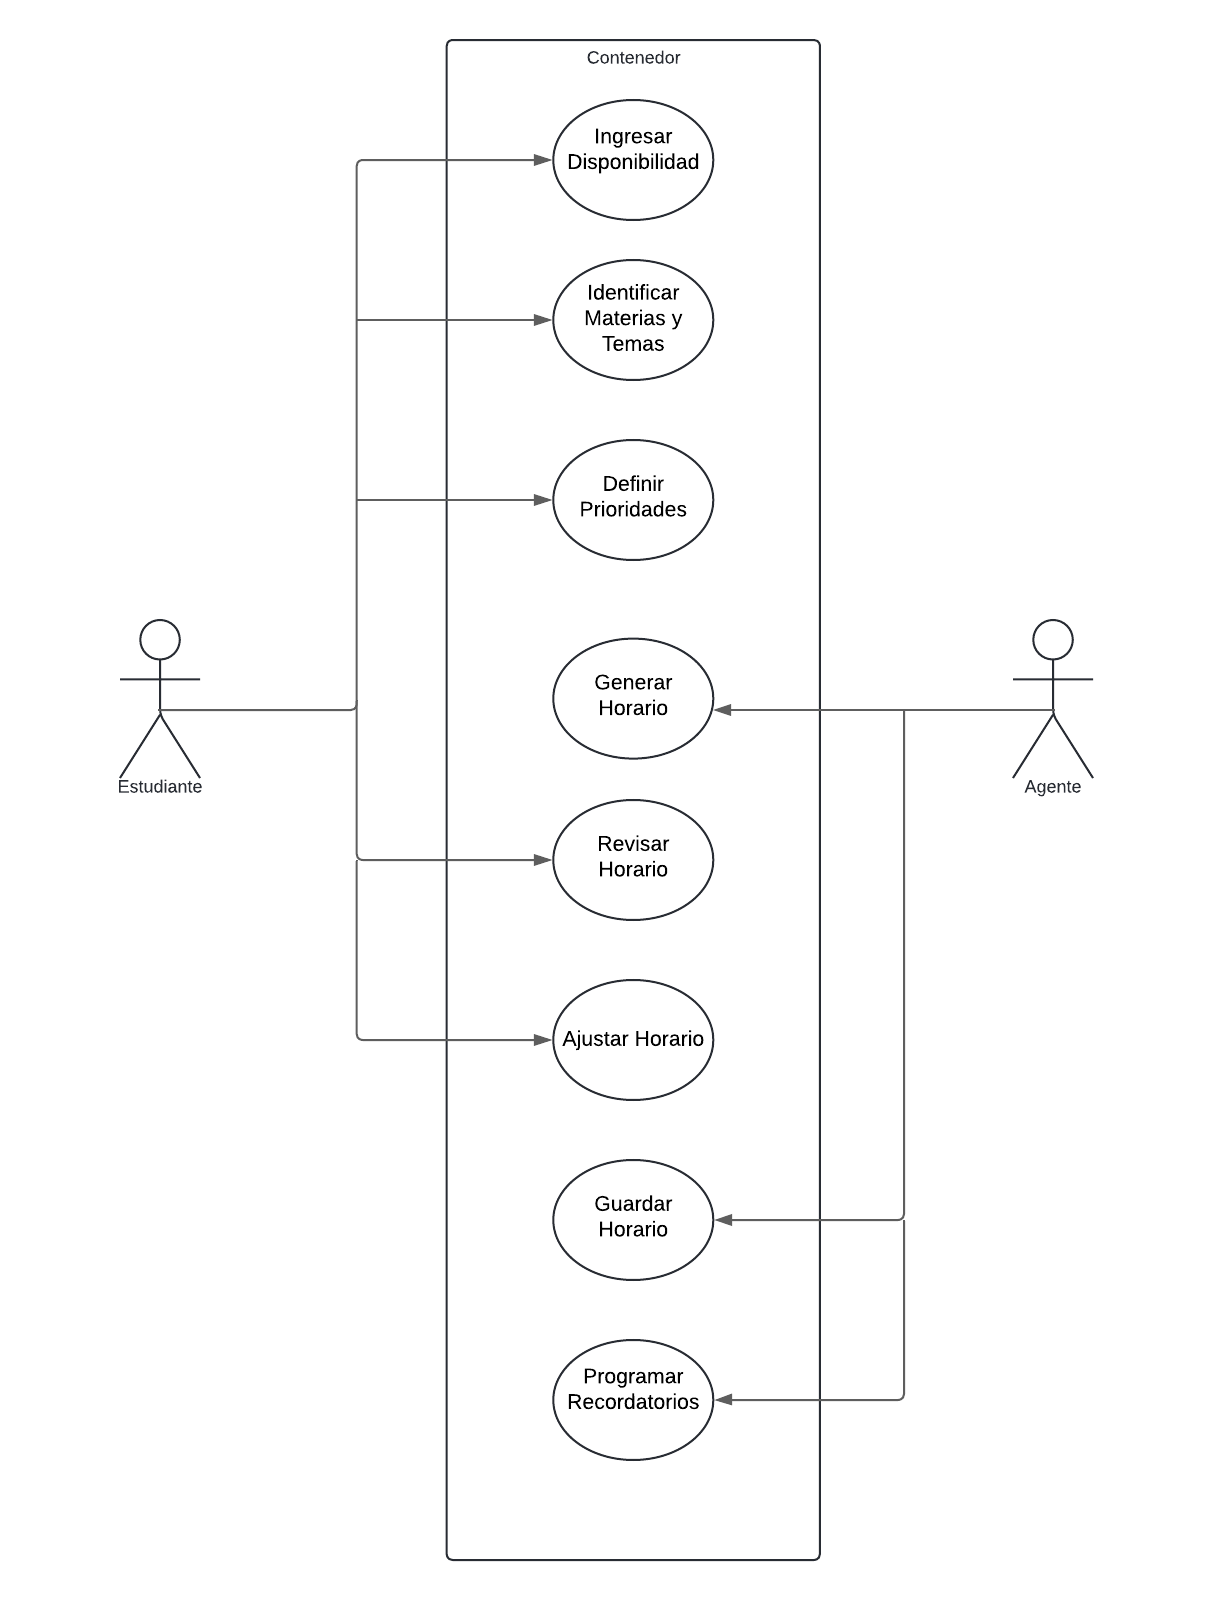 Contenedor
Ingresar
Disponibilidad
Identificar
Materias y
Temas
Definir
Prioridades
Generar
Horario
Estudiante
Agente
Revisar
Horario
Ajustar Horario
Guardar
Horario
Programar
Recordatorios